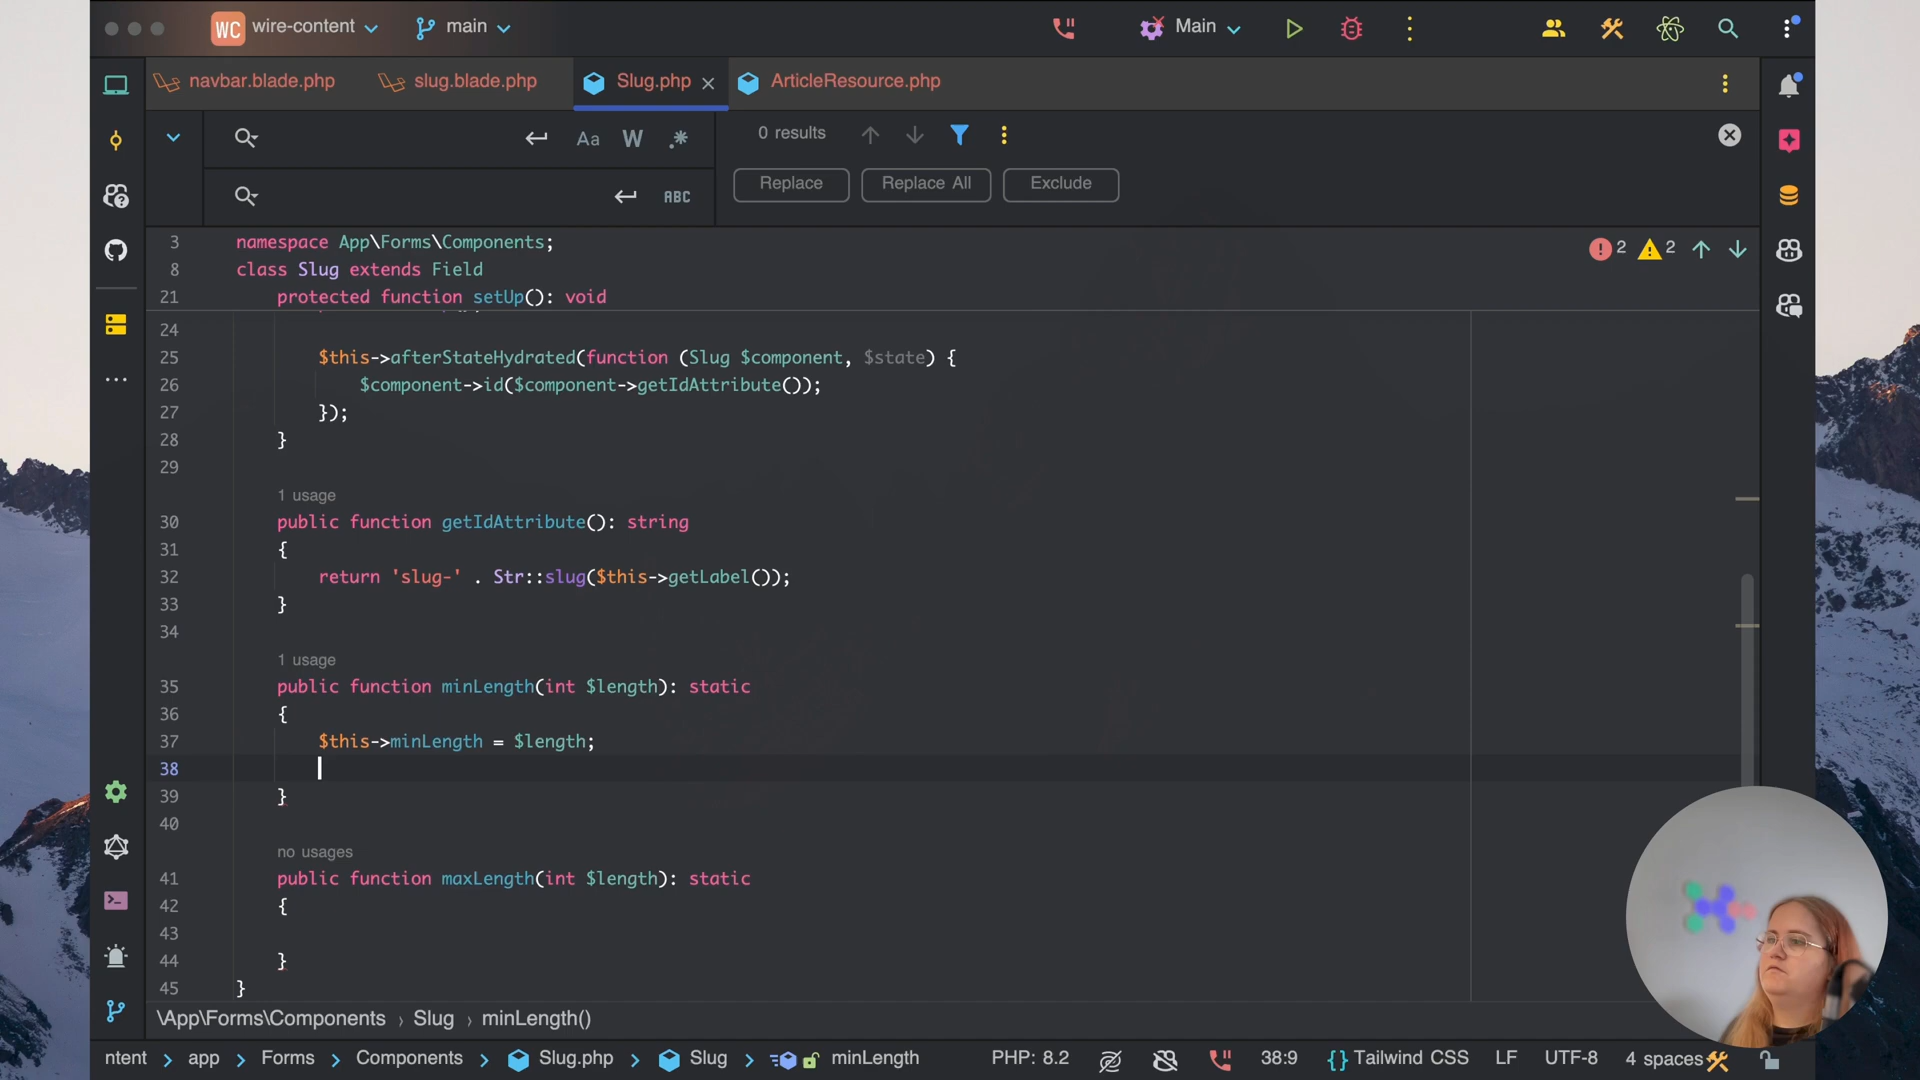 WC wire-content main Main
navbar.blade.php slug.blade.php Slug.php ArticleResource.php
Aa W .* 0 results
ABC Replace Replace All Exclude
3 namespace App\Forms\Components;
8 class Slug extends Field
2 2
21 protected function setUp(): void
24
25 $this->afterStateHydrated(function (Slug $component, $state) {
26 $component->id($component->getIdAttribute());
27 });
28 }
29
1 usage
30 public function getIdAttribute(): string
31 {
32 return 'slug-' . Str::slug($this->getLabel());
33 }
34
1 usage
35 public function minLength(int $length): static
36 {
37 $this->minLength = $length;
38
39 }
40
no usages
41 public function maxLength(int $length): static
42 {
43
44 }
45 }
\App\Forms\Components › Slug › minLength()
ntent > app > Forms > Components > Slug.php > Slug > minLength PHP: 8.2 38:9 {} Tailwind CSS LF UTF-8 4 spaces